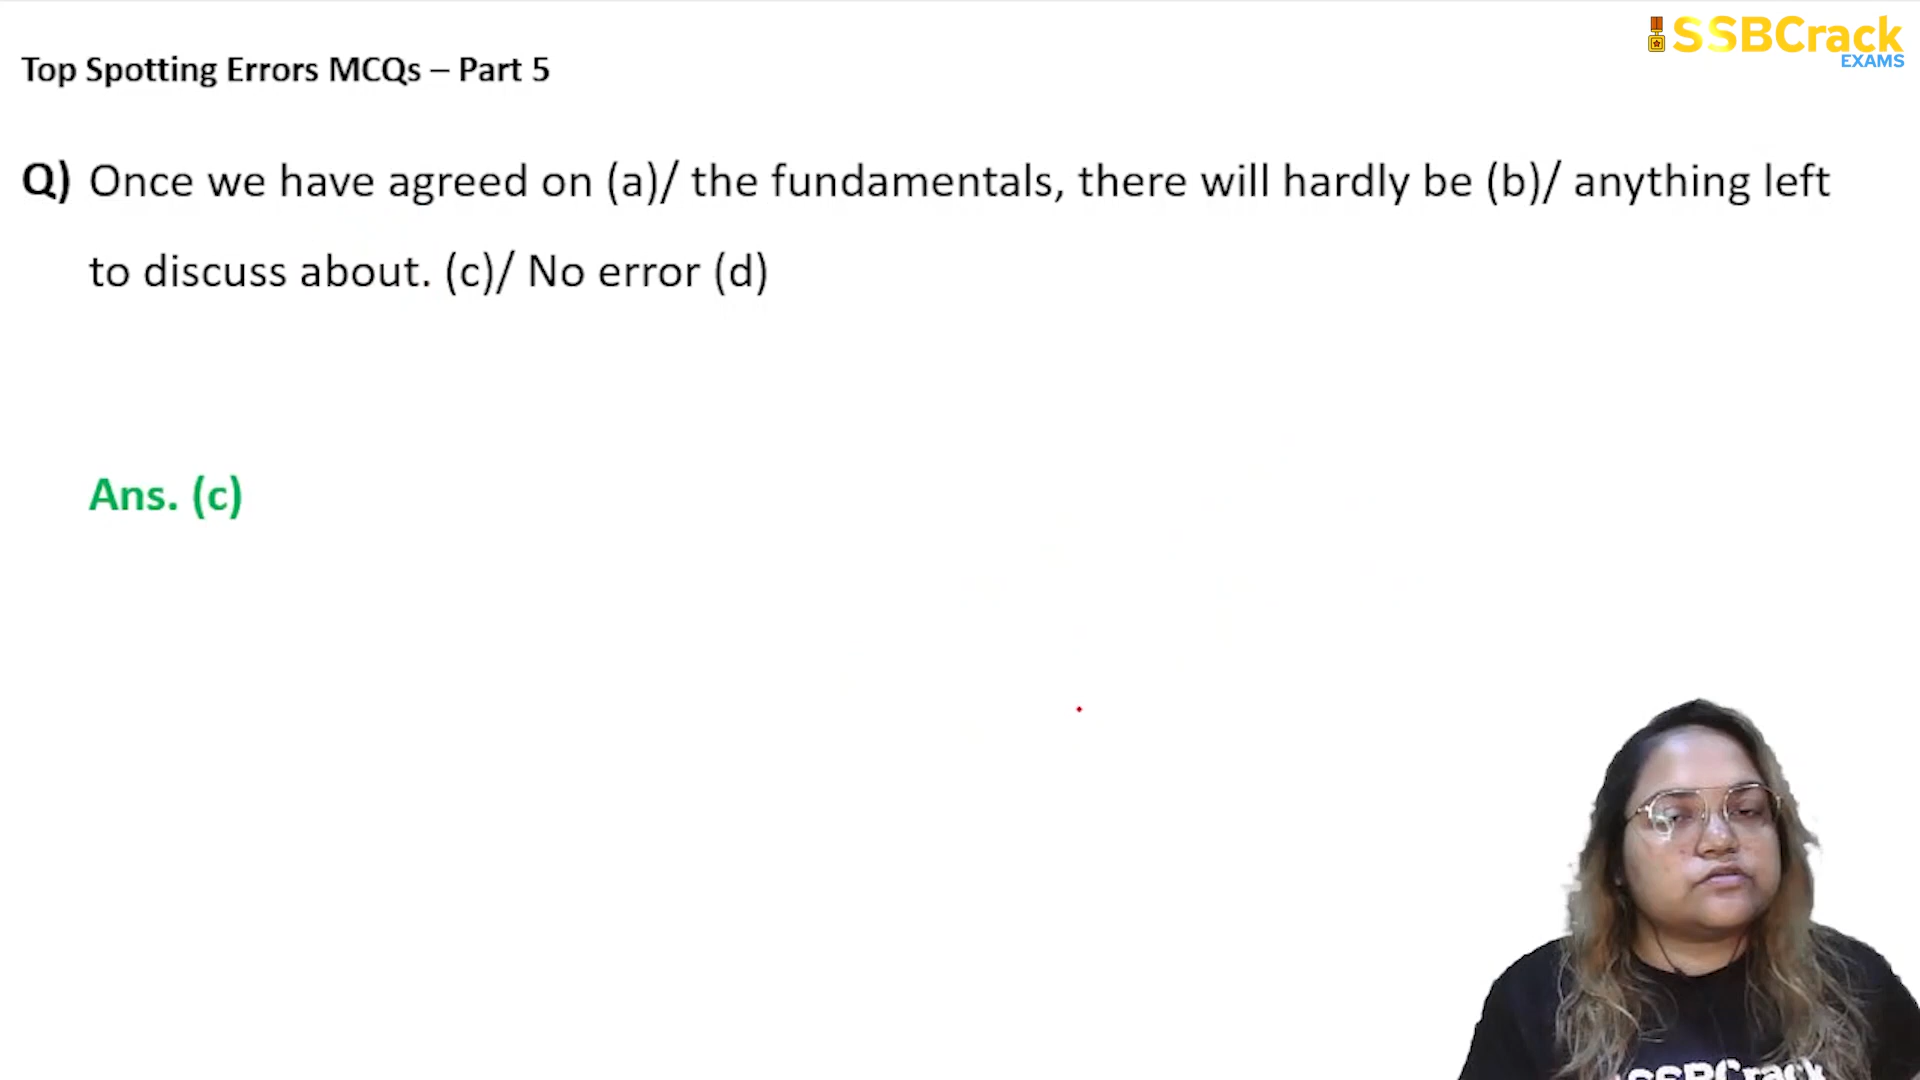 SSBCrack
EXAMS
Top Spotting Errors MCQs – Part 5
Q) Once we have agreed on (a)/ the fundamentals, there will hardly be (b)/ anything left
to discuss about. (c)/ No error (d)
Ans. (c)
SSBCrack